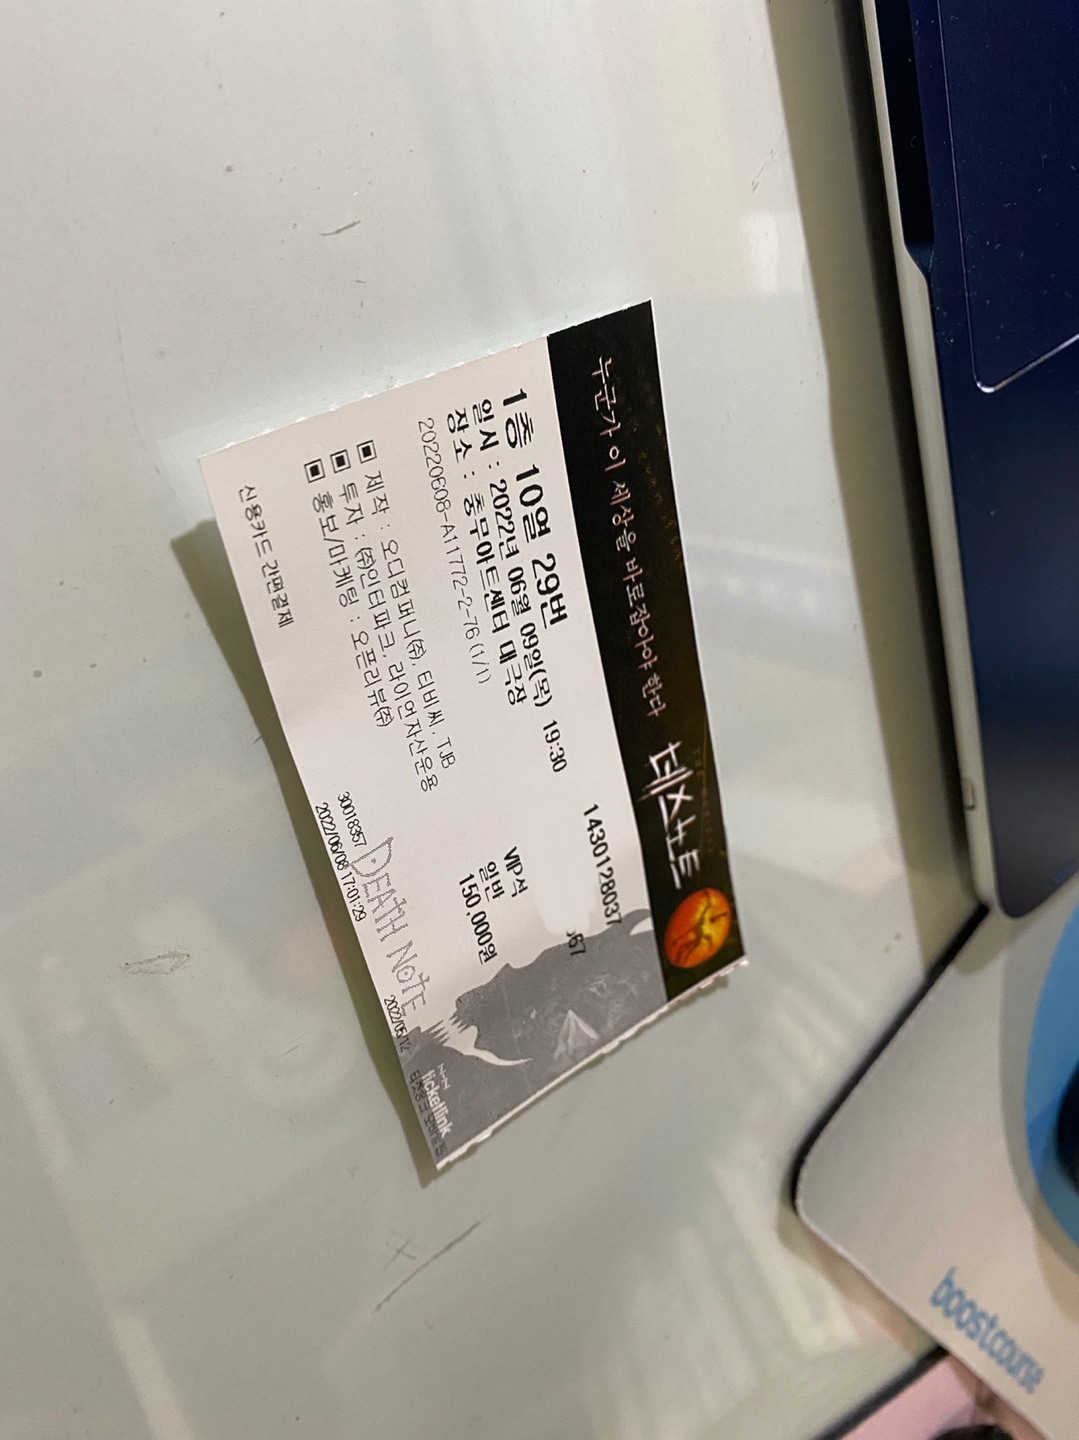 누군가 이 세상을 바로잡아야 한다
데스노트
1층 10열 29번
1430128037
일시 : 2022년 06월 09일(목) 19:30
장소 : 충무아트센터 대극장
20220608-A11772-2-76 (1/1)
67
VIP석
일반
150,000원
▣ 제작 : 오디컴퍼니㈜, 티비씨, TJB
▣ 투자 : ㈜인터파크, 라이언자산운용
▣ 홍보/마케팅 : 오픈리뷰㈜
신용카드 간편결제
30018357
2022/06/08 17:01:29
DEATH NOTE
NHN
ticketlink
boostcourse